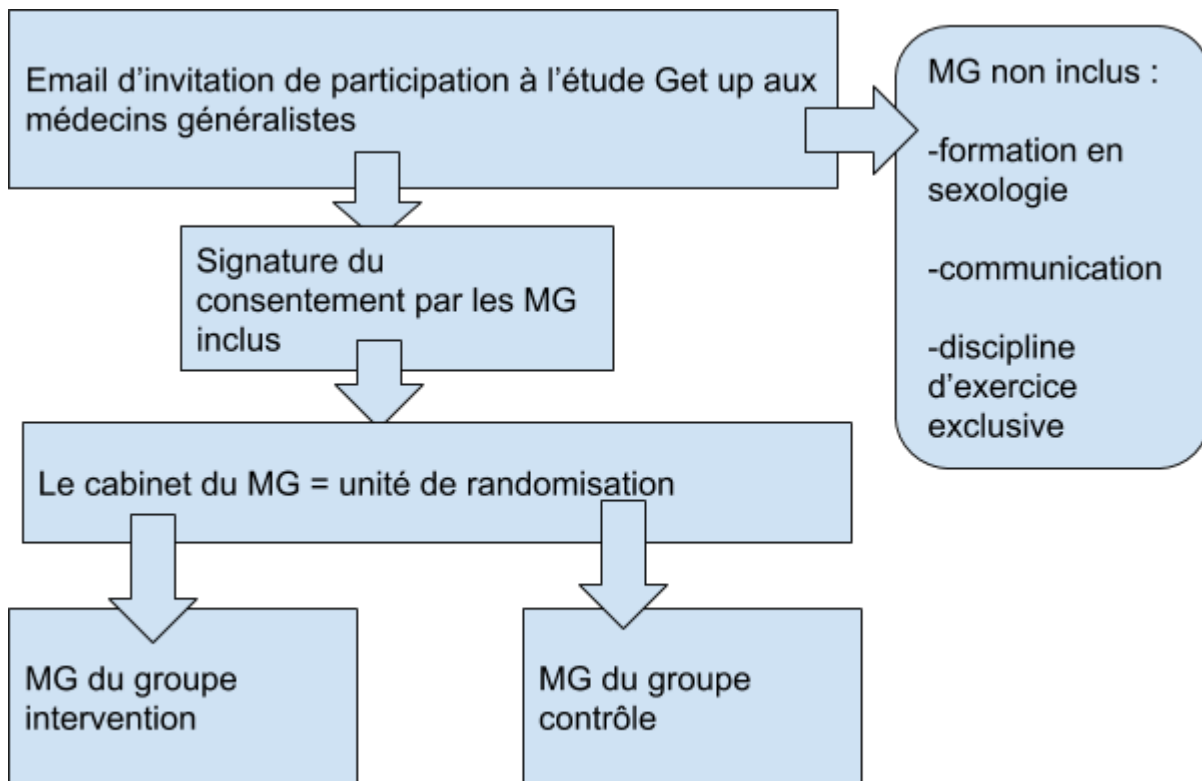 Email d’invitation de participation à l’étude Get up aux
médecins généralistes
MG non inclus :
-formation en
sexologie
-communication
-discipline
d’exercice
exclusive
Signature du
consentement par les MG
inclus
Le cabinet du MG = unité de randomisation
MG du groupe
intervention
MG du groupe
contrôle